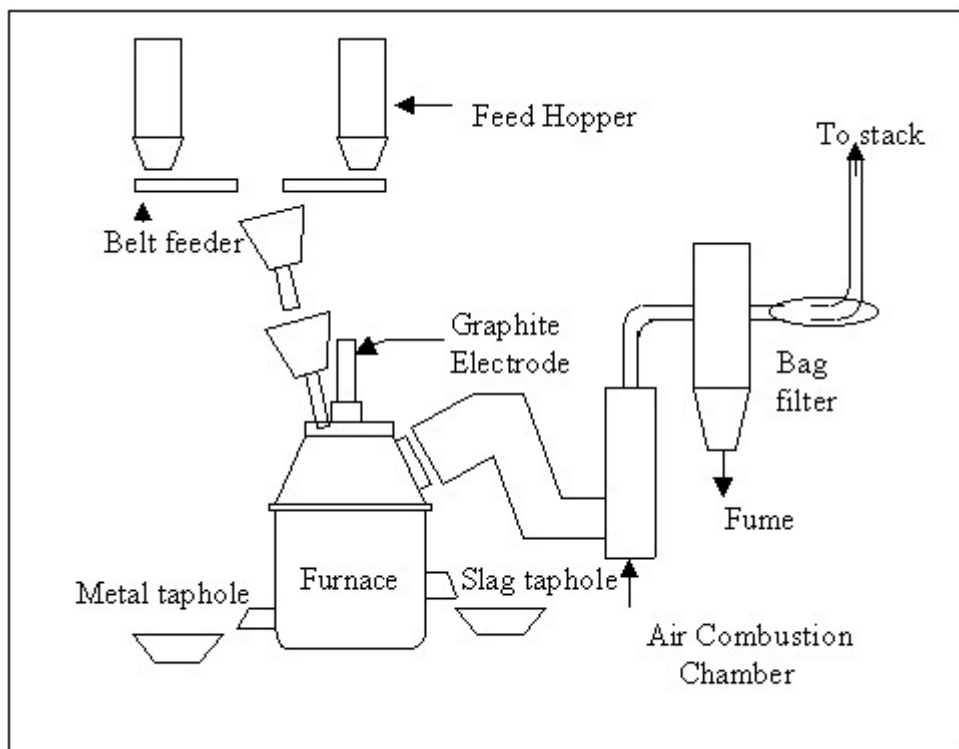 Feed Hopper
To stack
Belt feeder
Graphite
Electrode
Bag
filter
Fume
Furnace
Slag taphole
Metal taphole
Air Combustion
Chamber